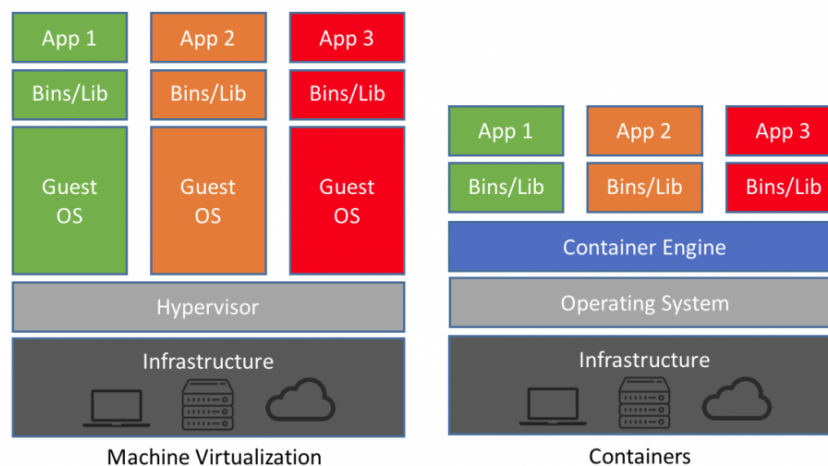 App 1
App 2
App 3
Bins/Lib
Bins/Lib
Bins/Lib
Guest
OS
Guest
OS
Guest
OS
Hypervisor
Infrastructure
Machine Virtualization
App 1
App 2
App 3
Bins/Lib
Bins/Lib
Bins/Lib
Container Engine
Operating System
Infrastructure
Containers